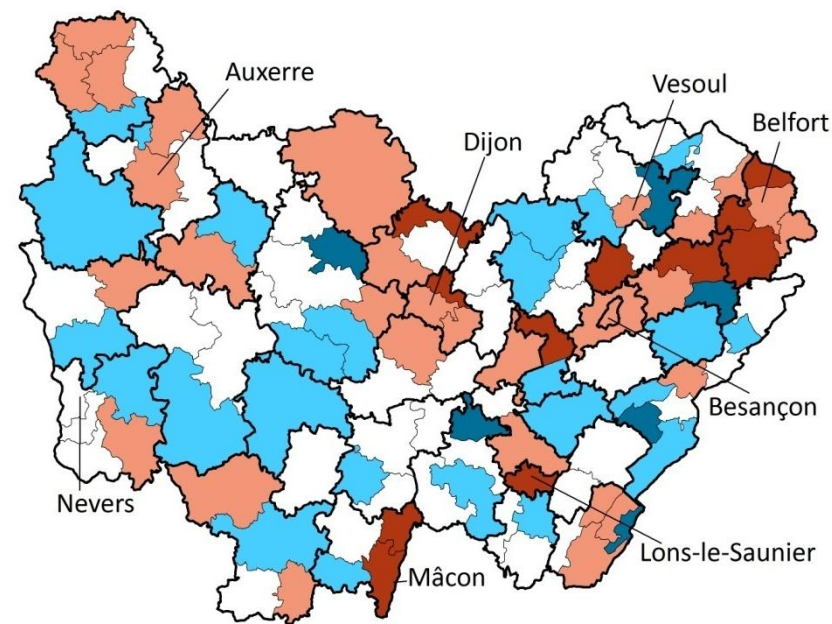 Auxerre
Vesoul
Belfort
Dijon
Besançon
Nevers
Lons-le-Saunier
Mâcon